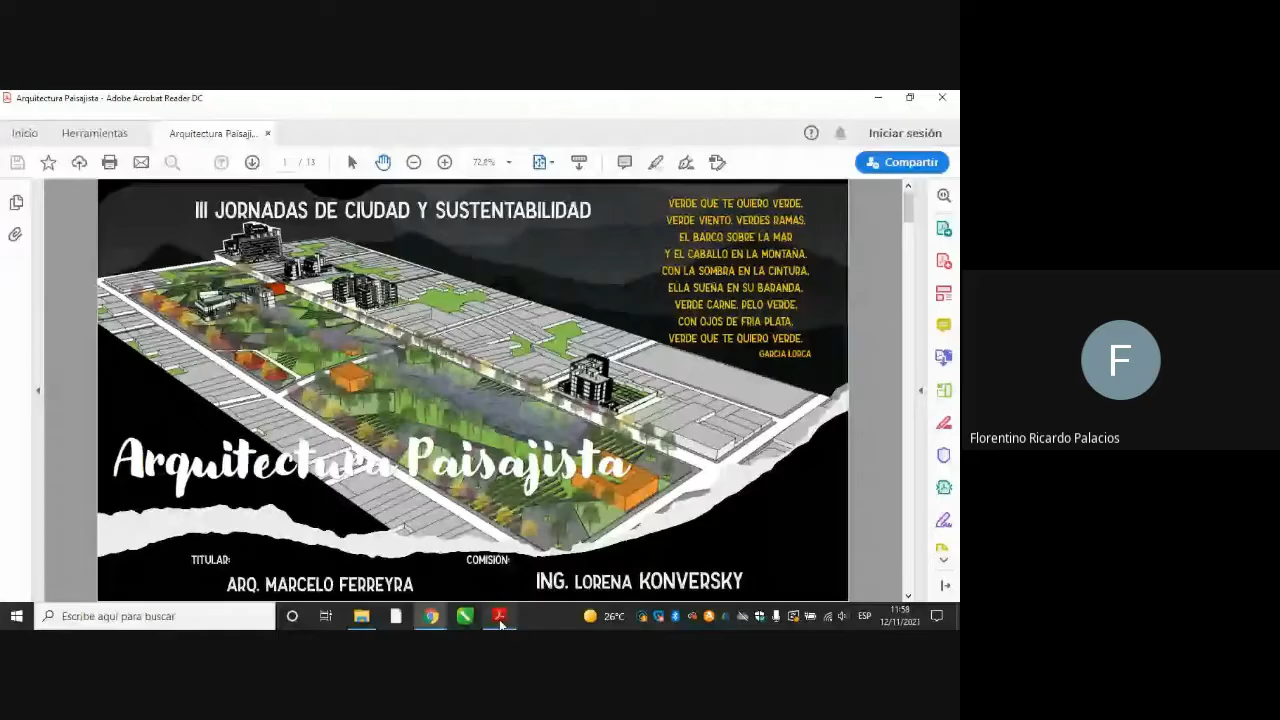 Arquitectura Paisajista - Adobe Acrobat Reader DC
Inicio
Herramientas
Arquitectura Paisaji...
Iniciar sesión
1 / 13
72,8%
Compartir
III JORNADAS DE CIUDAD Y SUSTENTABILIDAD
VERDE QUE TE QUIERO VERDE.
VERDE VIENTO. VERDES RAMAS.
EL BARCO SOBRE LA MAR
Y EL CABALLO EN LA MONTAÑA.
CON LA SOMBRA EN LA CINTURA,
ELLA SUEÑA EN SU BARANDA,
VERDE CARNE, PELO VERDE,
CON OJOS DE FRIA PLATA.
VERDE QUE TE QUIERO VERDE.
GARCIA LORCA
Arquitectura Paisajista
TITULAR:
ARQ. MARCELO FERREYRA
COMISIÓN:
ING. LORENA KONVERSKY
F
Florentino Ricardo Palacios
Escribe aquí para buscar
26°C
ESP
11:58
12/11/2021